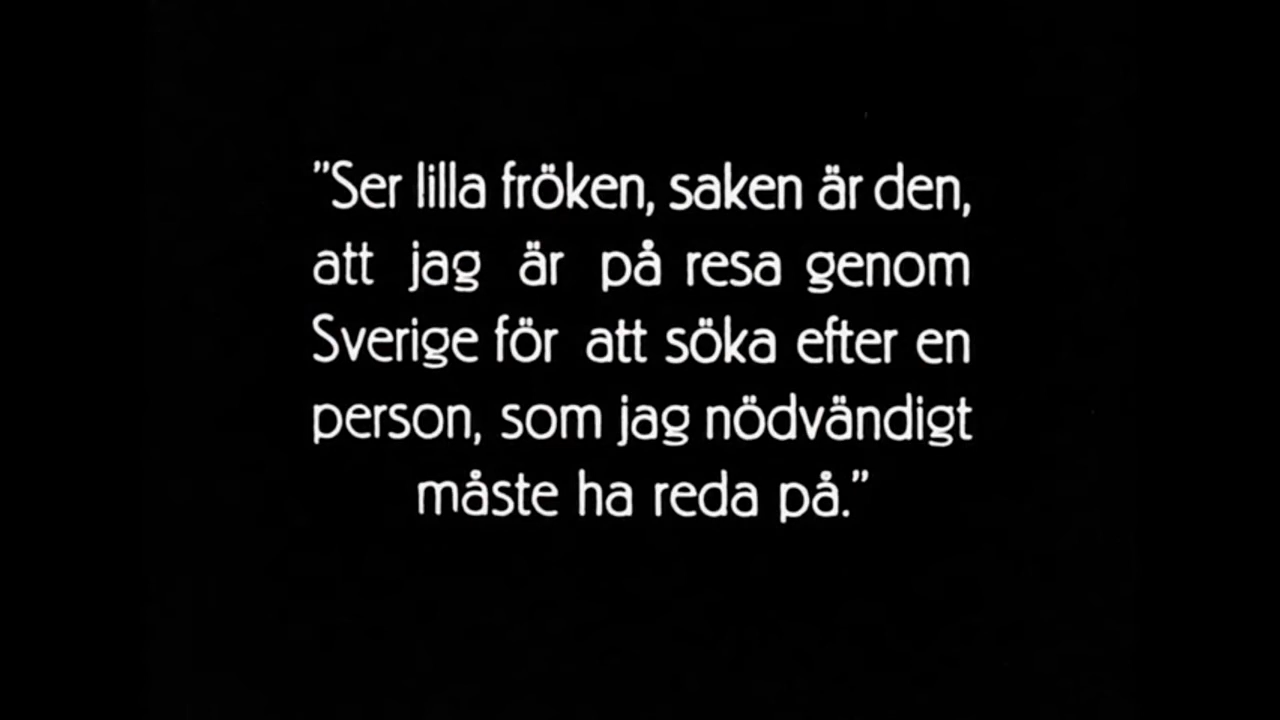 ”Ser lilla fröken, saken är den,
att jag är på resa genom
Sverige för att söka efter en
person, som jag nödvändigt
måste ha reda på.”